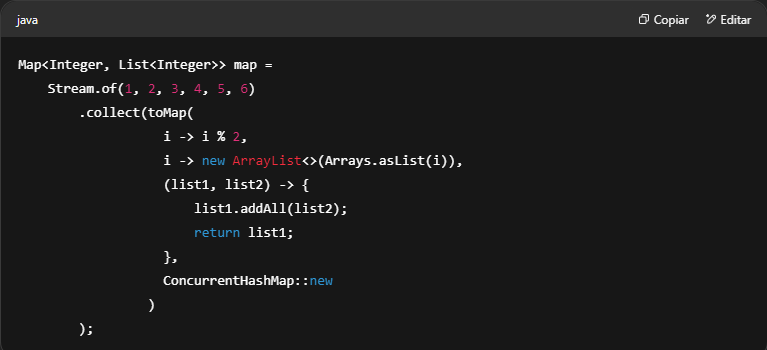 java Copiar Editar
Map<Integer, List<Integer>> map =
    Stream.of(1, 2, 3, 4, 5, 6)
        .collect(toMap(
                   i -> i % 2,
                   i -> new ArrayList<>(Arrays.asList(i)),
                   (list1, list2) -> {
                       list1.addAll(list2);
                       return list1;
                   },
                   ConcurrentHashMap::new
                 )
        );